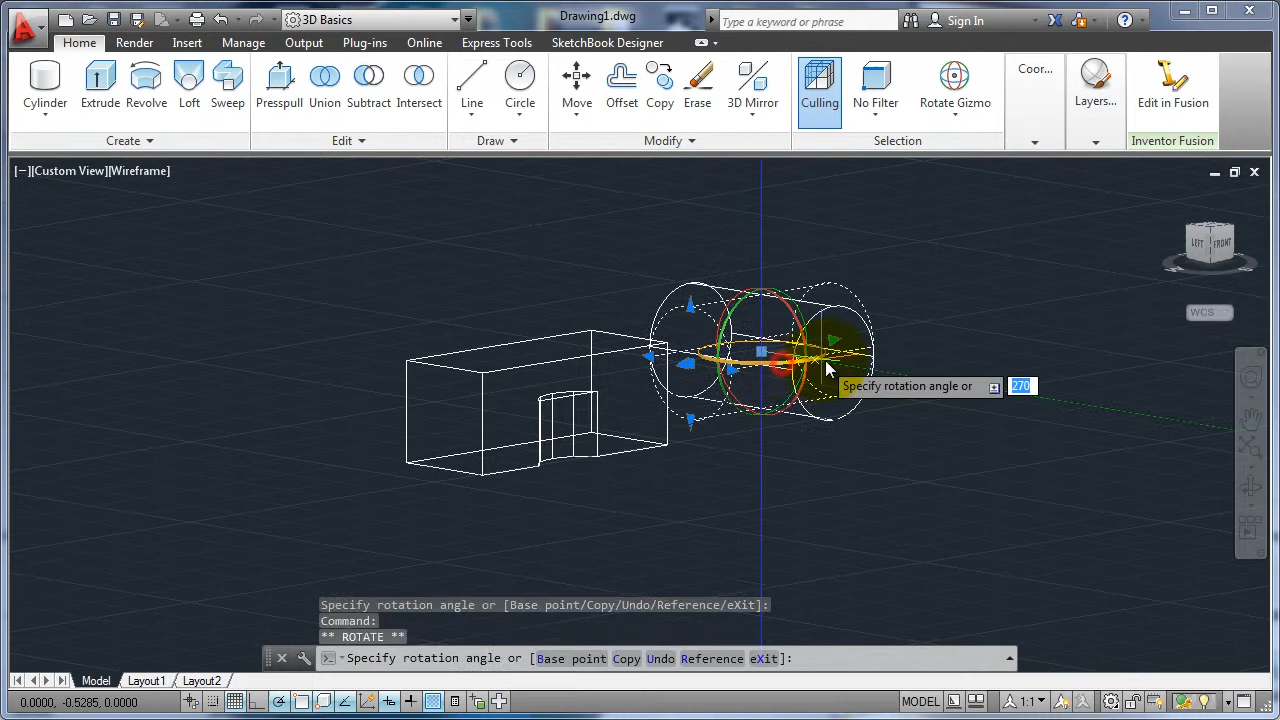 3D Basics
Drawing1.dwg
Type a keyword or phrase
Sign In
Home Render Insert Manage Output Plug-ins Online Express Tools SketchBook Designer
Cylinder Extrude Revolve Loft Sweep
Presspull Union Subtract Intersect
Line Circle
Move Offset Copy Erase 3D Mirror
Culling No Filter Rotate Gizmo
Coor...
Layers...
Edit in Fusion
Create Edit Draw Modify Selection Inventor Fusion
[−][Custom View][Wireframe]
LEFT FRONT
WCS
Specify rotation angle or 270
Specify rotation angle or [Base point/Copy/Undo/Reference/eXit]:
Command:
** ROTATE **
Specify rotation angle or [Base point Copy Undo Reference eXit]:
Model Layout1 Layout2
0.0000, -0.5285, 0.0000
MODEL
1:1